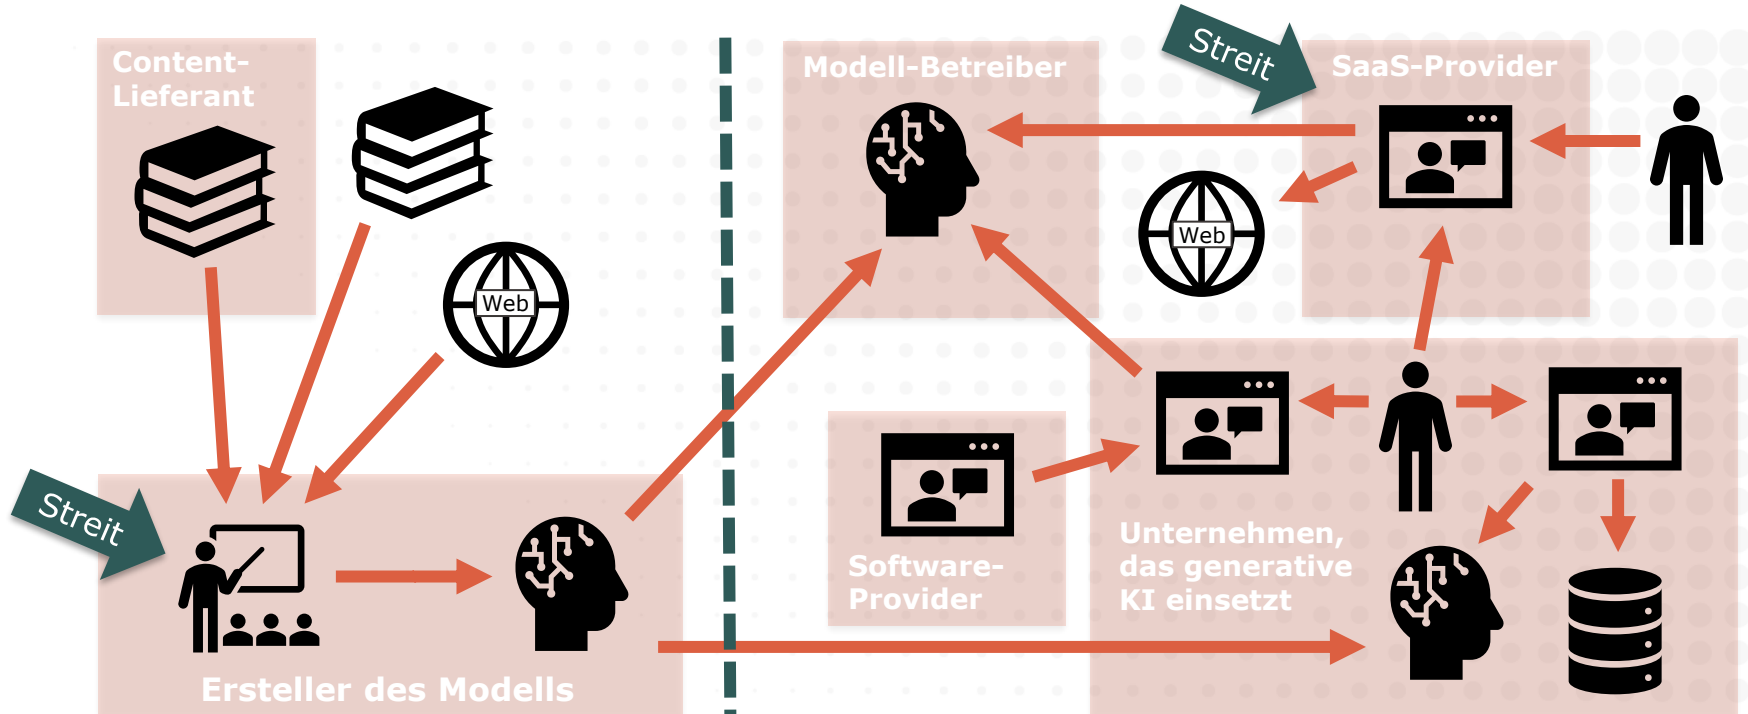 Content-
Lieferant
Web
Streit
Ersteller des Modells
Modell-Betreiber
Streit
SaaS-Provider
Web
Software-
Provider
Unternehmen,
das generative
KI einsetzt